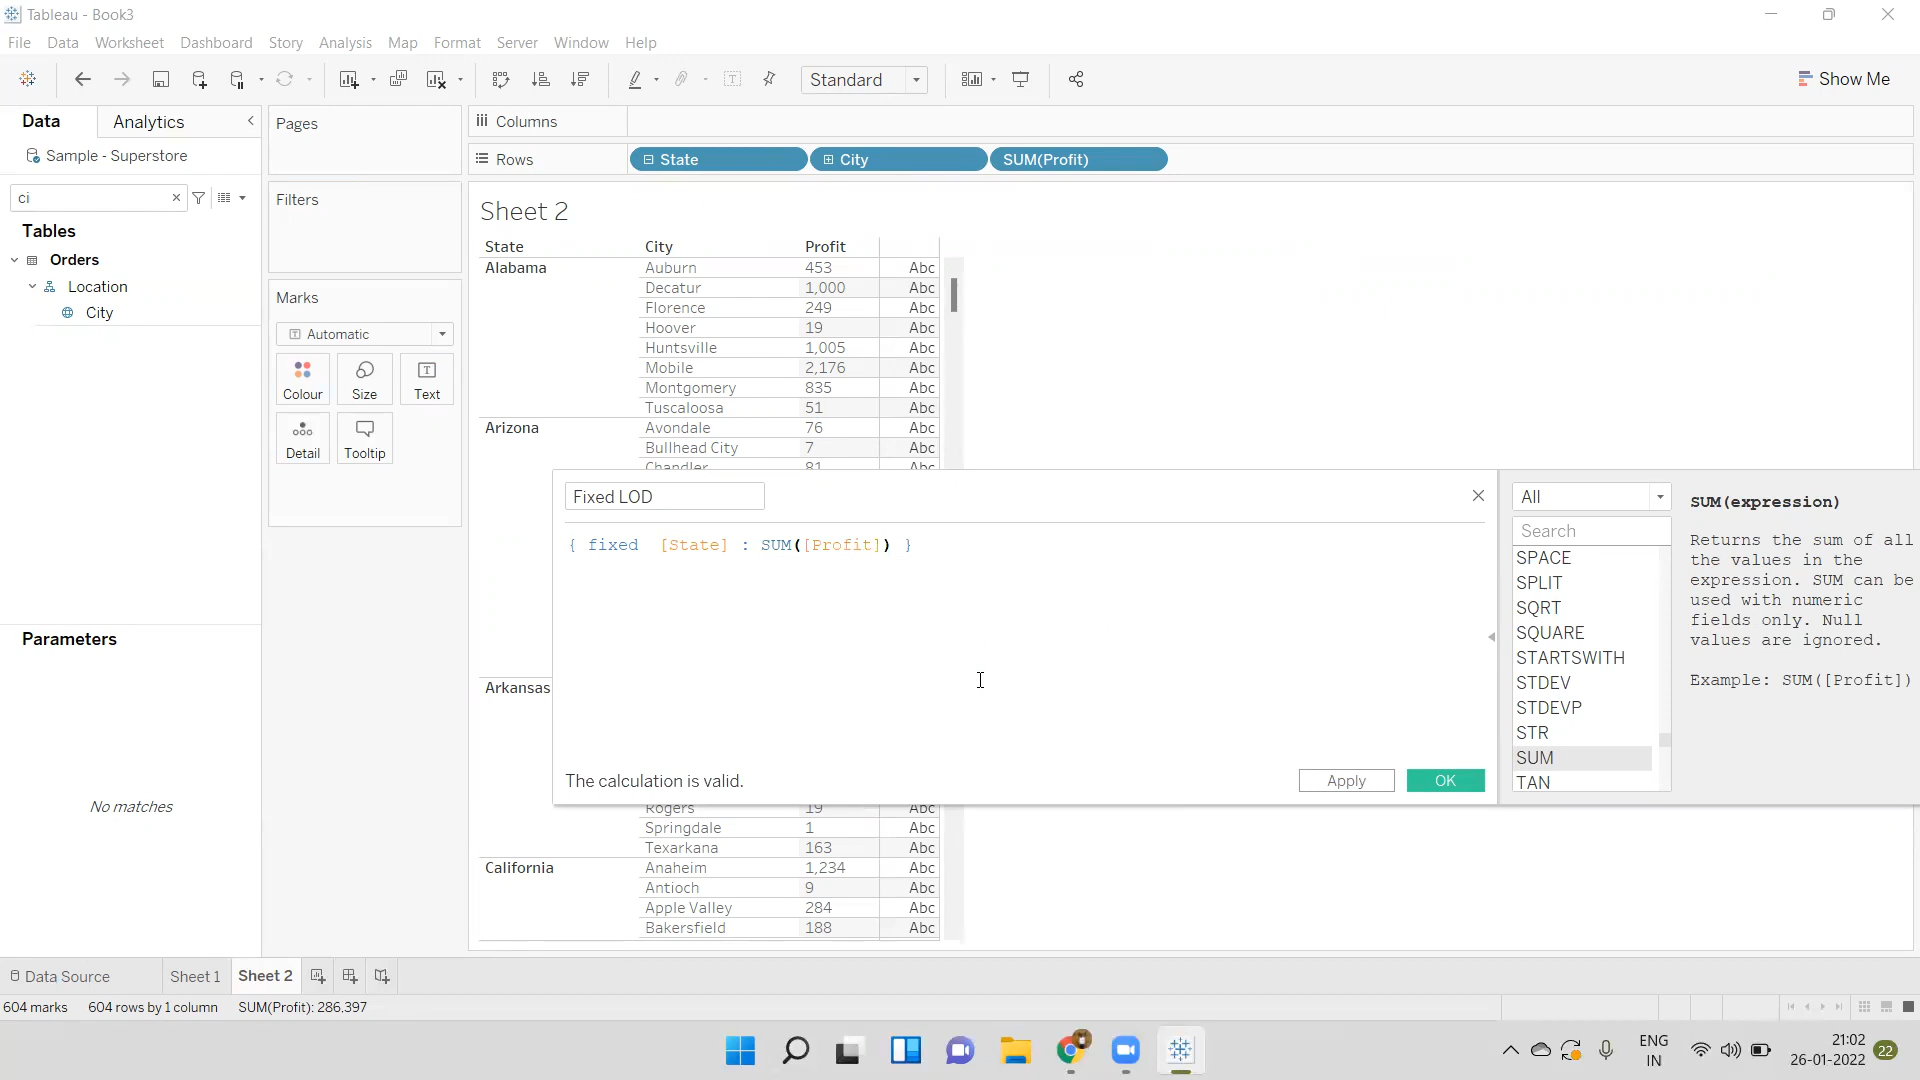 Tableau - Book3
File Data Worksheet Dashboard Story Analysis Map Format Server Window Help
Standard
Show Me
Data Analytics
Sample - Superstore
ci
Tables
Orders
Location
City
Parameters
No matches
Pages
Filters
Marks
Automatic
Colour Size Text
Detail Tooltip
Columns
Rows State City SUM(Profit)
Sheet 2
State City Profit
Alabama Auburn 453 Abc
Decatur 1,000 Abc
Florence 249 Abc
Hoover 19 Abc
Huntsville 1,005 Abc
Mobile 2,176 Abc
Montgomery 835 Abc
Tuscaloosa 51 Abc
Arizona Avondale 76 Abc
Bullhead City 7 Abc
Chandler 81 Abc
Arkansas
Rogers 19 Abc
Springdale 1 Abc
Texarkana 163 Abc
California Anaheim 1,234 Abc
Antioch 9 Abc
Apple Valley 284 Abc
Bakersfield 188 Abc
Fixed LOD
{ fixed [State] : SUM([Profit]) }
The calculation is valid.
Apply OK
All
Search
SPACE
SPLIT
SQRT
SQUARE
STARTSWITH
STDEV
STDEVP
STR
SUM
TAN
SUM(expression)
Returns the sum of all
the values in the
expression. SUM can be
used with numeric
fields only. Null
values are ignored.
Example: SUM([Profit])
Data Source Sheet 1 Sheet 2
604 marks 604 rows by 1 column SUM(Profit): 286,397
ENG
IN
21:02
26-01-2022
22